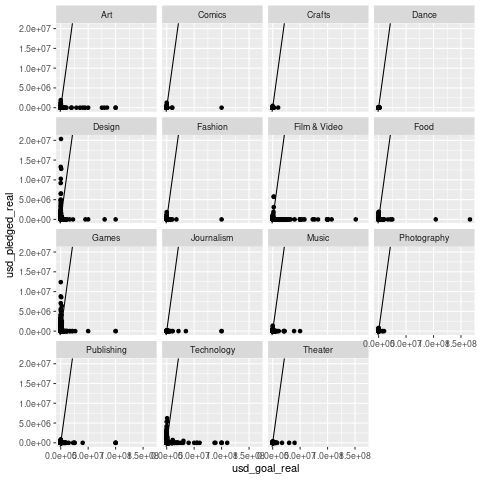 Art Comics Crafts Dance
2.0e+07
1.5e+07
1.0e+07
5.0e+06
0.0e+00
Design Fashion Film & Video Food
2.0e+07
1.5e+07
1.0e+07
5.0e+06
0.0e+00
Games Journalism Music Photography
2.0e+07
1.5e+07
1.0e+07
5.0e+06
0.0e+00
0.0e+00 5.0e+07 1.0e+08 1.5e+08
Publishing Technology Theater
2.0e+07
1.5e+07
1.0e+07
5.0e+06
0.0e+00
0.0e+00 5.0e+07 1.0e+08 1.5e+08 0.0e+00 5.0e+07 1.0e+08 1.5e+08 0.0e+00 5.0e+07 1.0e+08 1.5e+08
usd_goal_real
usd_pledged_real